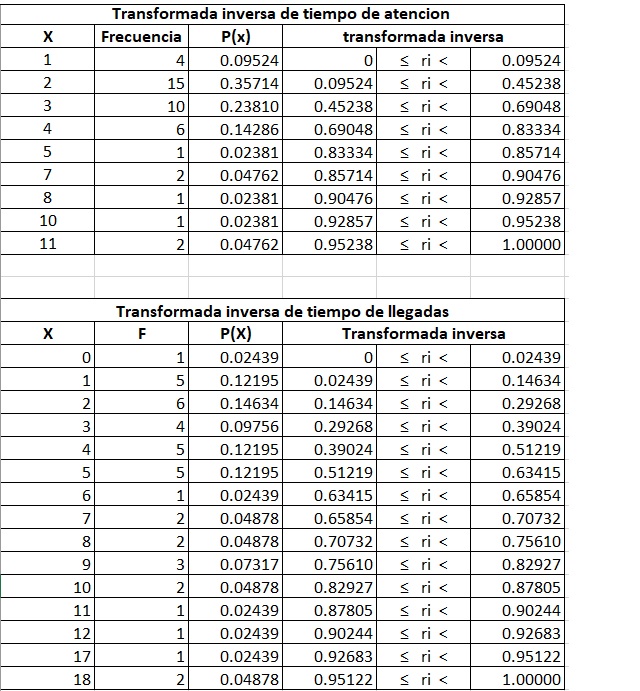 Transformada inversa de tiempo de atencion
X Frecuencia P(x) transformada inversa
1 4 0.09524 0 ≤ ri < 0.09524
2 15 0.35714 0.09524 ≤ ri < 0.45238
3 10 0.23810 0.45238 ≤ ri < 0.69048
4 6 0.14286 0.69048 ≤ ri < 0.83334
5 1 0.02381 0.83334 ≤ ri < 0.85714
7 2 0.04762 0.85714 ≤ ri < 0.90476
8 1 0.02381 0.90476 ≤ ri < 0.92857
10 1 0.02381 0.92857 ≤ ri < 0.95238
11 2 0.04762 0.95238 ≤ ri < 1.00000
Transformada inversa de tiempo de llegadas
X F P(X) Transformada inversa
0 1 0.02439 0 ≤ ri < 0.02439
1 5 0.12195 0.02439 ≤ ri < 0.14634
2 6 0.14634 0.14634 ≤ ri < 0.29268
3 4 0.09756 0.29268 ≤ ri < 0.39024
4 5 0.12195 0.39024 ≤ ri < 0.51219
5 5 0.12195 0.51219 ≤ ri < 0.63415
6 1 0.02439 0.63415 ≤ ri < 0.65854
7 2 0.04878 0.65854 ≤ ri < 0.70732
8 2 0.04878 0.70732 ≤ ri < 0.75610
9 3 0.07317 0.75610 ≤ ri < 0.82927
10 2 0.04878 0.82927 ≤ ri < 0.87805
11 1 0.02439 0.87805 ≤ ri < 0.90244
12 1 0.02439 0.90244 ≤ ri < 0.92683
17 1 0.02439 0.92683 ≤ ri < 0.95122
18 2 0.04878 0.95122 ≤ ri < 1.00000